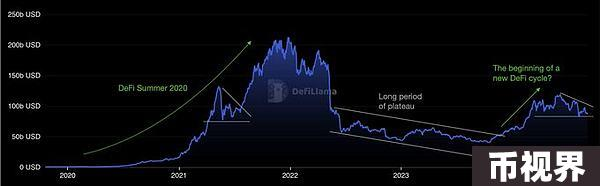 250b USD
200b USD
150b USD
100b USD
50b USD
0 USD
DeFi Summer 2020
DeFiLlama
Long period
of plateau
The beginning of a
new DeFi cycle?
2020
2021
2022
2023
币视界